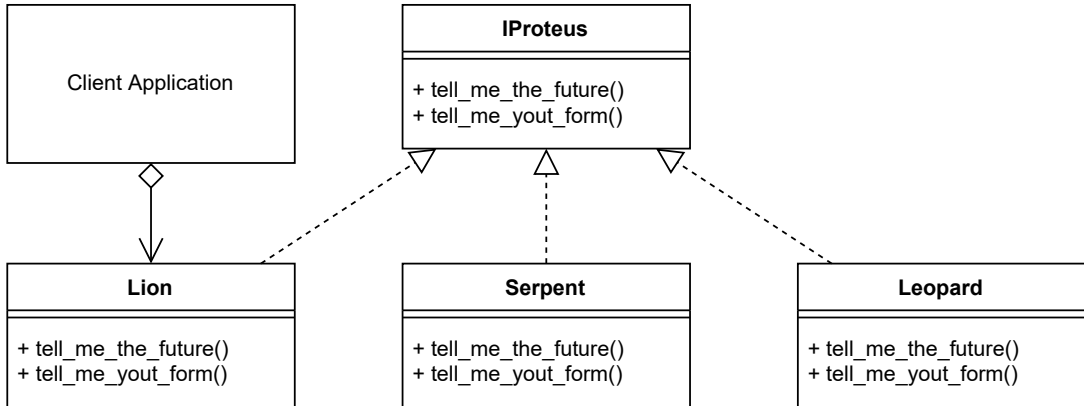 Client Application
IProteus
+ tell_me_the_future()
+ tell_me_yout_form()
Lion
+ tell_me_the_future()
+ tell_me_yout_form()
Serpent
+ tell_me_the_future()
+ tell_me_yout_form()
Leopard
+ tell_me_the_future()
+ tell_me_yout_form()